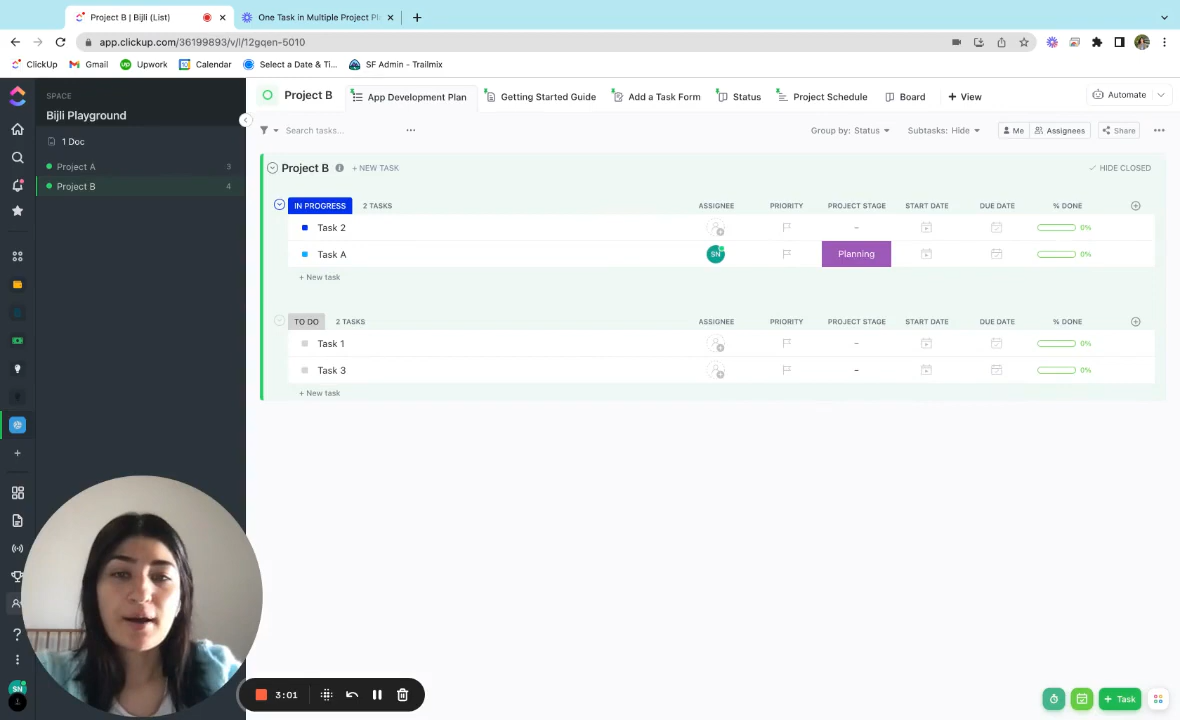 Project B | Bijli (List)
One Task in Multiple Project Pl
app.clickup.com/36199893/v/l/12gqen-5010
ClickUp
Gmail
Upwork
Calendar
Select a Date & Ti...
SF Admin - Trailmix
SPACE
Bijli Playground
1 Doc
Project A 3
Project B 4
Project B
App Development Plan
Getting Started Guide
Add a Task Form
Status
Project Schedule
Board
+ View
Automate
Search tasks...
Group by: Status
Subtasks: Hide
Me
Assignees
Share
Project B
+ NEW TASK
HIDE CLOSED
IN PROGRESS 2 TASKS ASSIGNEE PRIORITY PROJECT STAGE START DATE DUE DATE % DONE
Task 2 – 0%
Task A SN Planning 0%
+ New task
TO DO 2 TASKS ASSIGNEE PRIORITY PROJECT STAGE START DATE DUE DATE % DONE
Task 1 – 0%
Task 3 – 0%
+ New task
SN
1
3:01
+ Task